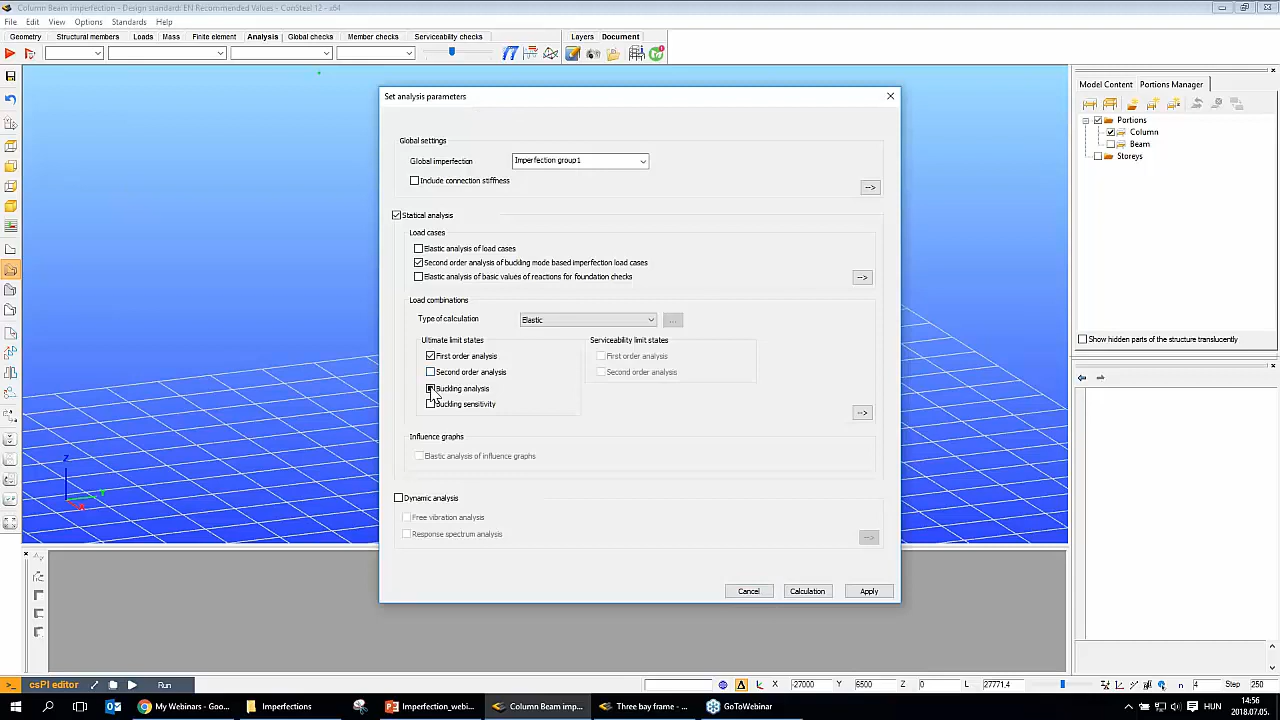 Column Beam imperfection - Design standard: EN Recommended Values - ConSteel 12 - x64
File Edit View Options Standards Help
Geometry Structural members Loads Mass Finite element Analysis Global checks Member checks Serviceability checks Layers Document
Set analysis parameters
Model Content Portions Manager
Portions
Column
Beam
Storeys
Global settings
Global imperfection Imperfection group1
Include connection stiffness
-->
Statical analysis
Load cases
Elastic analysis of load cases
Second order analysis of buckling mode based imperfection load cases
Elastic analysis of basic values of reactions for foundation checks
-->
Load combinations
Type of calculation Elastic ...
Ultimate limit states Serviceability limit states
First order analysis First order analysis
Second order analysis Second order analysis
Buckling analysis
Buckling sensitivity
-->
Show hidden parts of the structure translucently
Influence graphs
Elastic analysis of influence graphs
Dynamic analysis
Free vibration analysis
Response spectrum analysis
-->
Cancel Calculation Apply
Z
Y
X
>_ csPI editor Run
X -27000 Y 6500 Z 0 L 27771.4 n 4 Step 250
My Webinars - Goo... Imperfections Imperfection_webi... Column Beam imp... Three bay frame - ... GoToWebinar
HUN
14:56
2018.07.05.